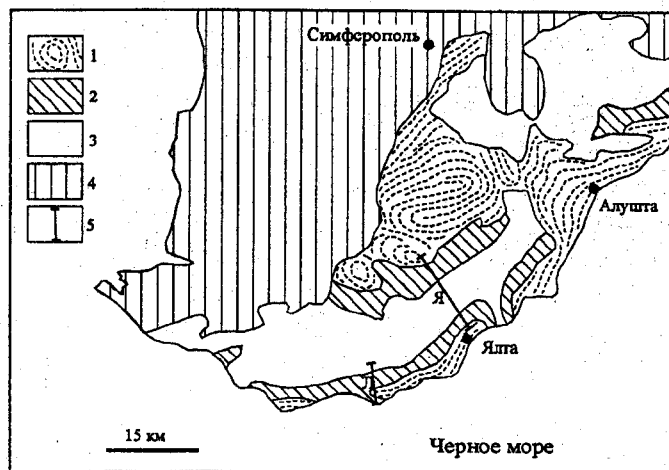 Симферополь
1
2
3
4
5
Алушта
Я
Ялта
Л
15 км
Черное море